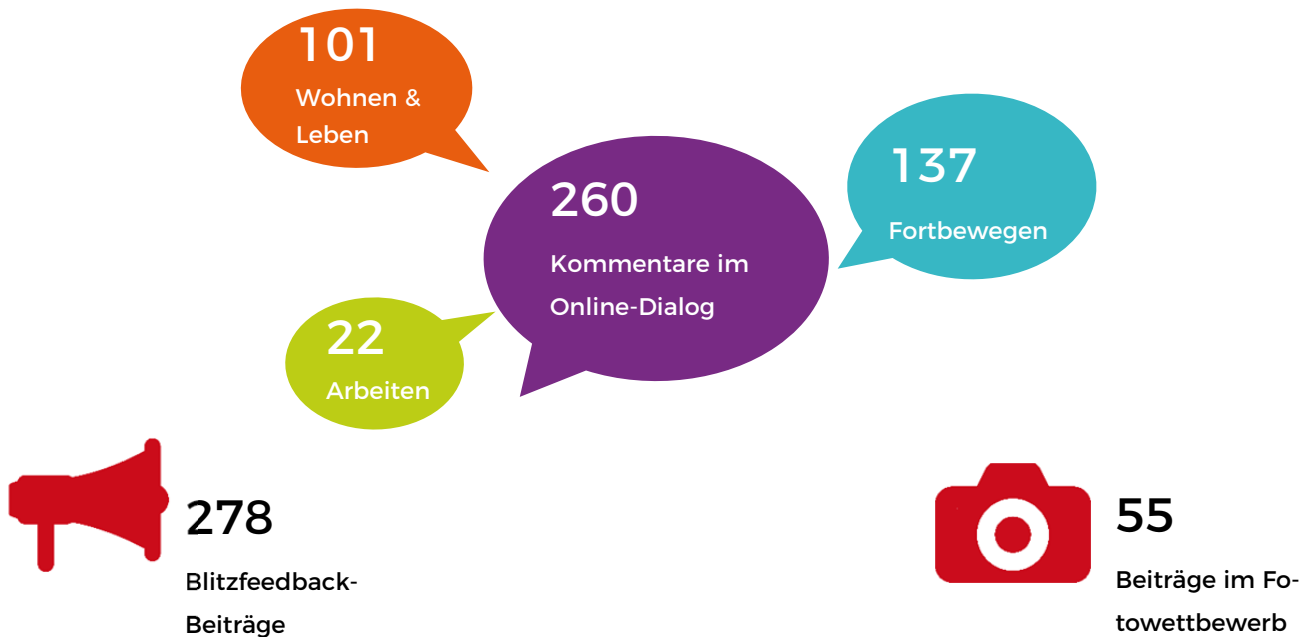 101
Wohnen &
Leben
137
Fortbewegen
260
Kommentare im
Online-Dialog
22
Arbeiten
278
Blitzfeedback-
Beiträge
55
Beiträge im Fo-
towettbewerb